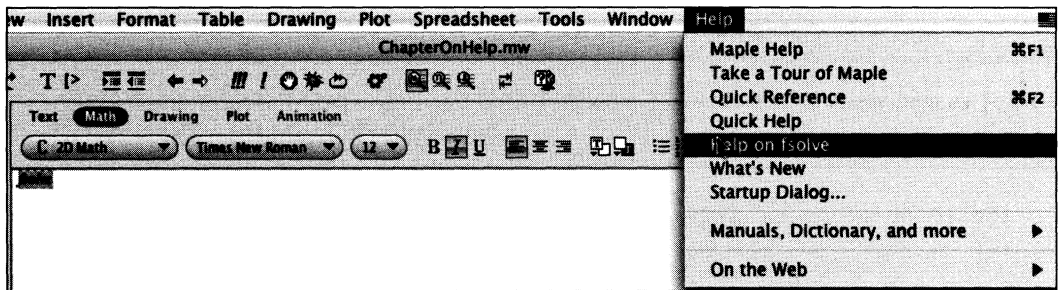 w Insert Format Table Drawing Plot Spreadsheet Tools Window Help
ChapterOnHelp.mw
T [>
Text Math Drawing Plot Animation
C 2D Math Times New Roman 12 B I U
Maple Help ⌘F1
Take a Tour of Maple
Quick Reference ⌘F2
Quick Help
Help on fsolve
What's New
Startup Dialog...
Manuals, Dictionary, and more
On the Web